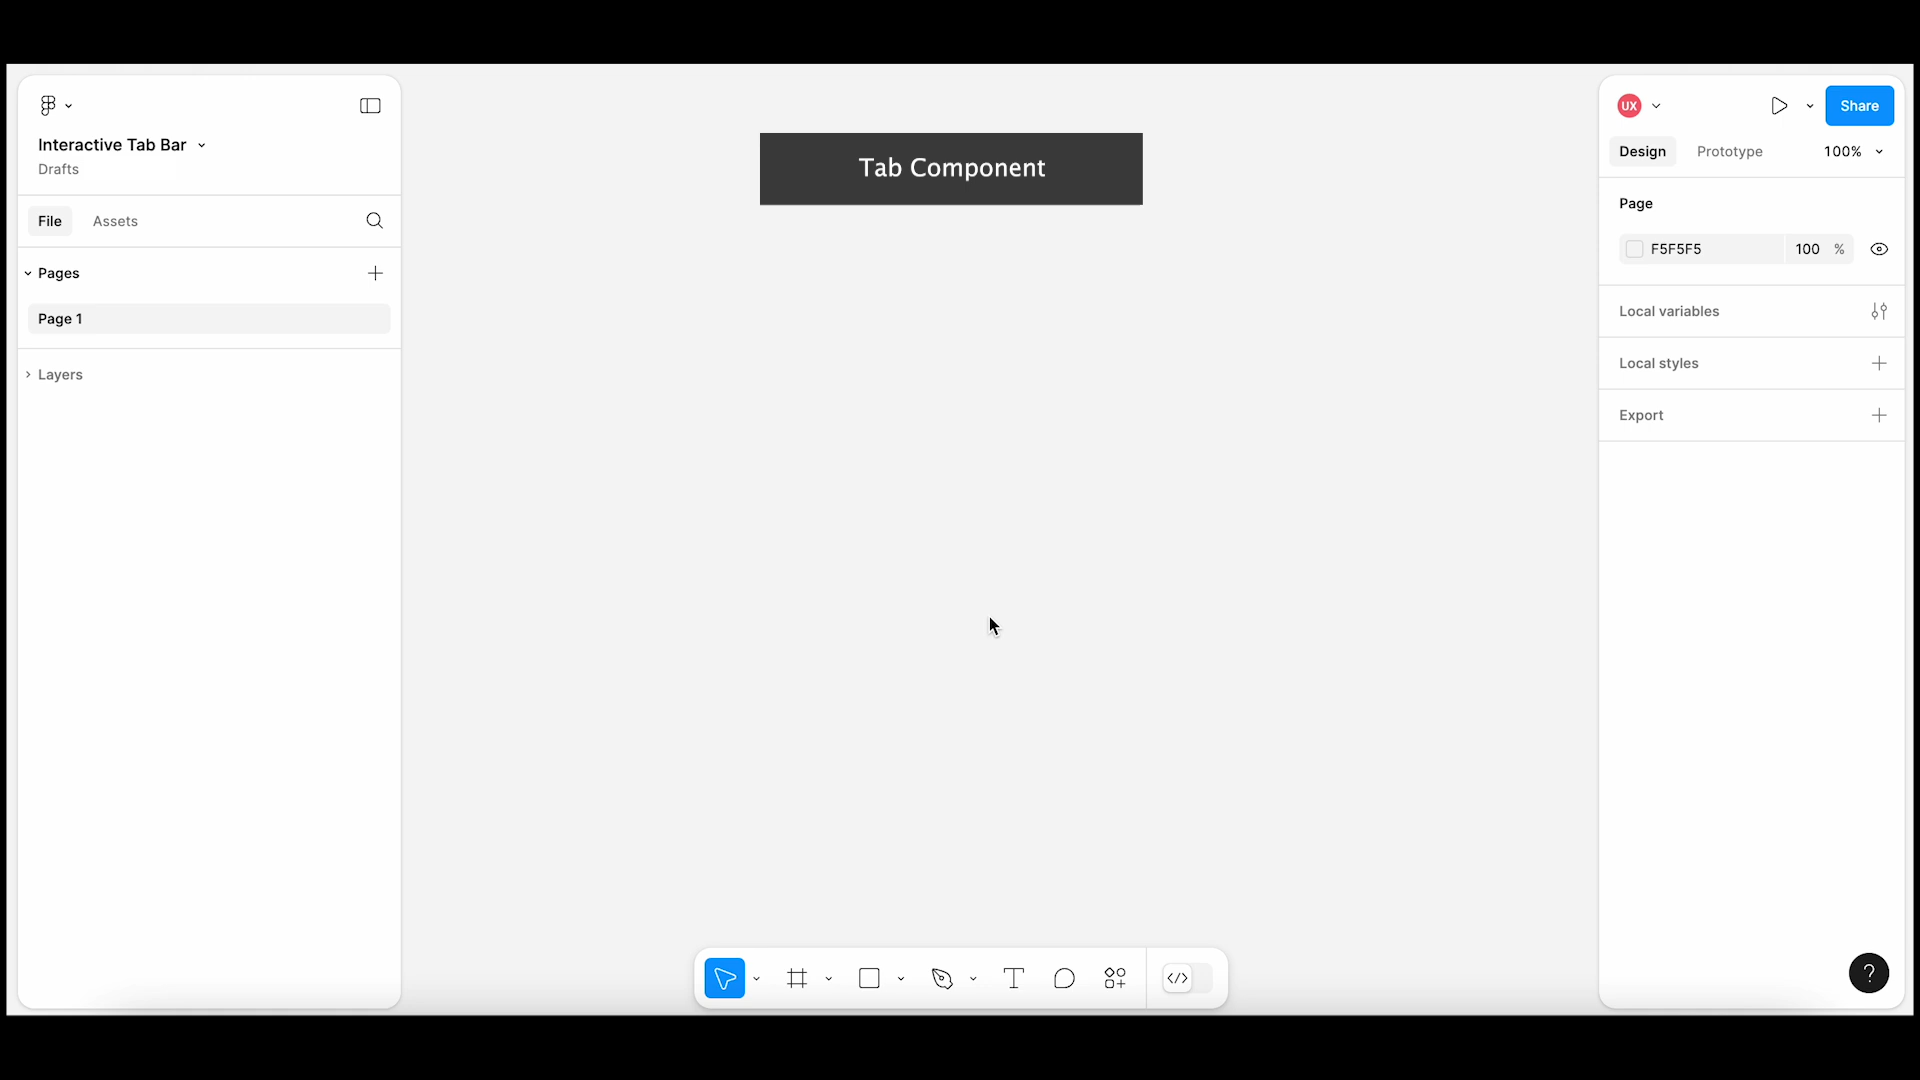 Interactive Tab Bar
Drafts
File Assets
Pages
Page 1
Layers
Tab Component
UX Share
Design Prototype 100%
Page
F5F5F5 100 %
Local variables
Local styles
Export
?